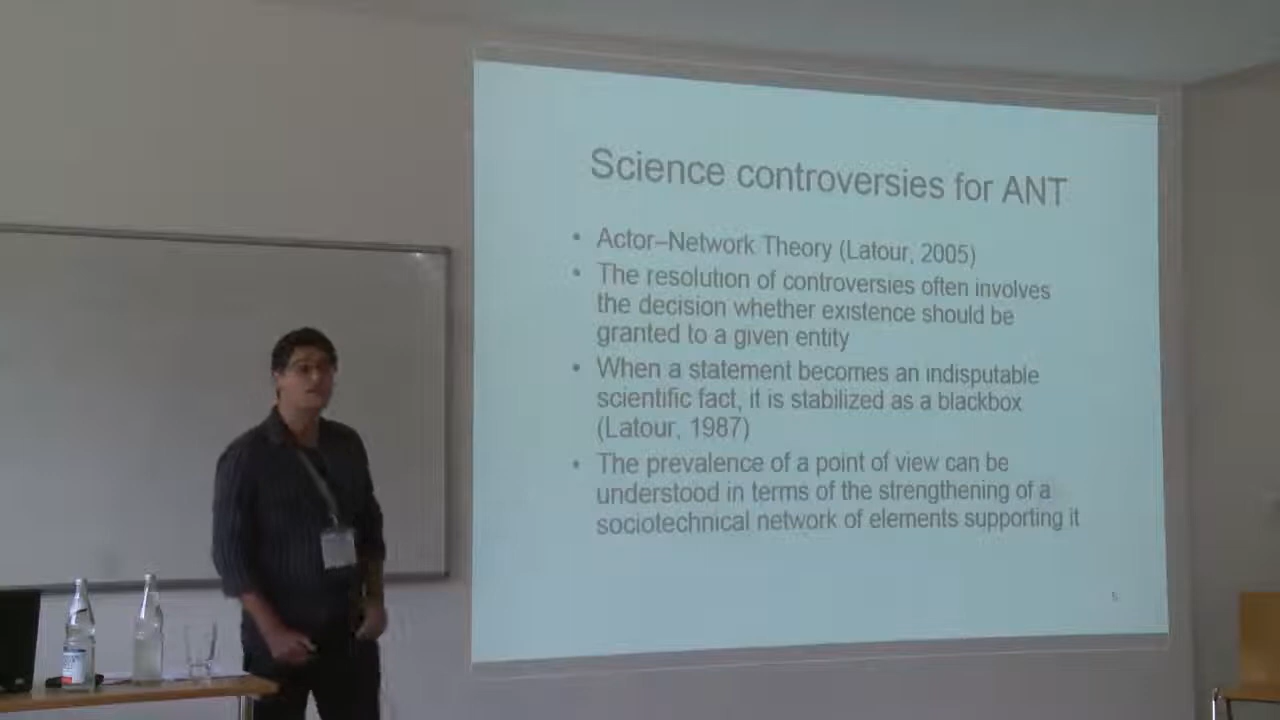 Science controversies for ANT
• Actor–Network Theory (Latour, 2005)
• The resolution of controversies often involves
the decision whether existence should be
granted to a given entity
• When a statement becomes an indisputable
scientific fact, it is stabilized as a blackbox
(Latour, 1987)
• The prevalence of a point of view can be
understood in terms of the strengthening of a
sociotechnical network of elements supporting it
5